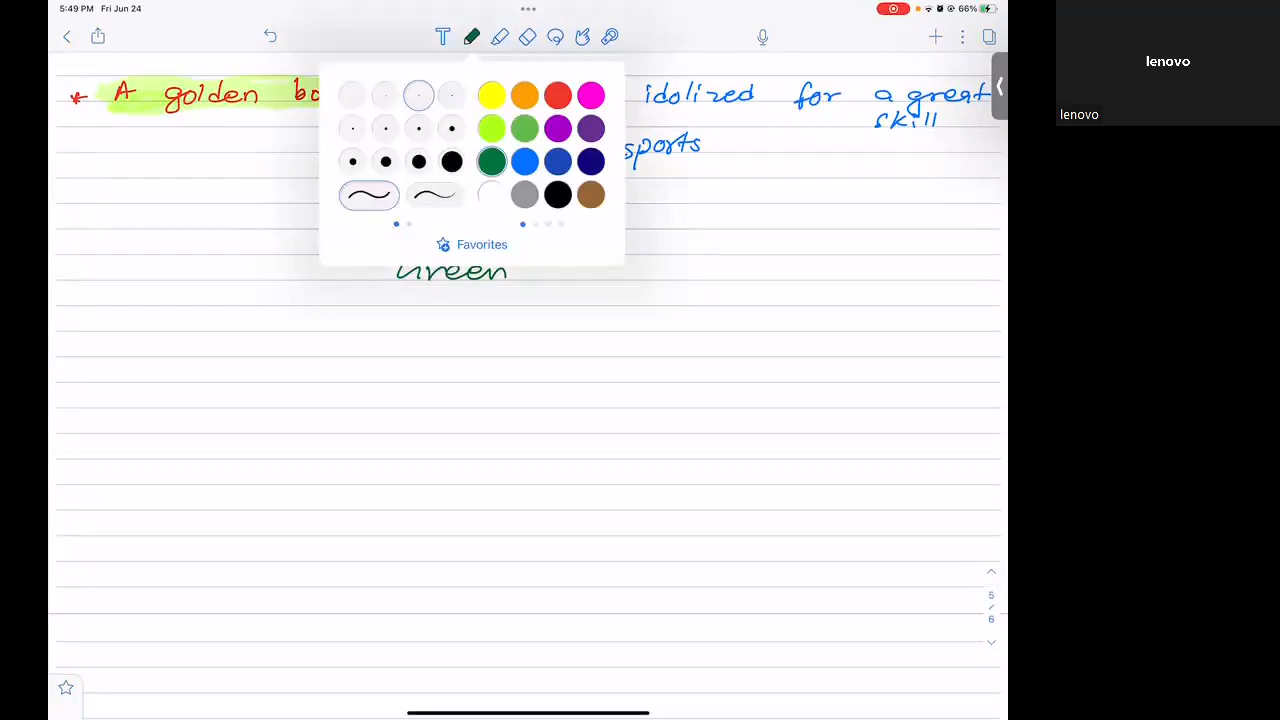 5:49 PM Fri Jun 24
66%
lenovo
lenovo
A golden
idolized for a great
skill
sports
Favorites
Green
5
/
6